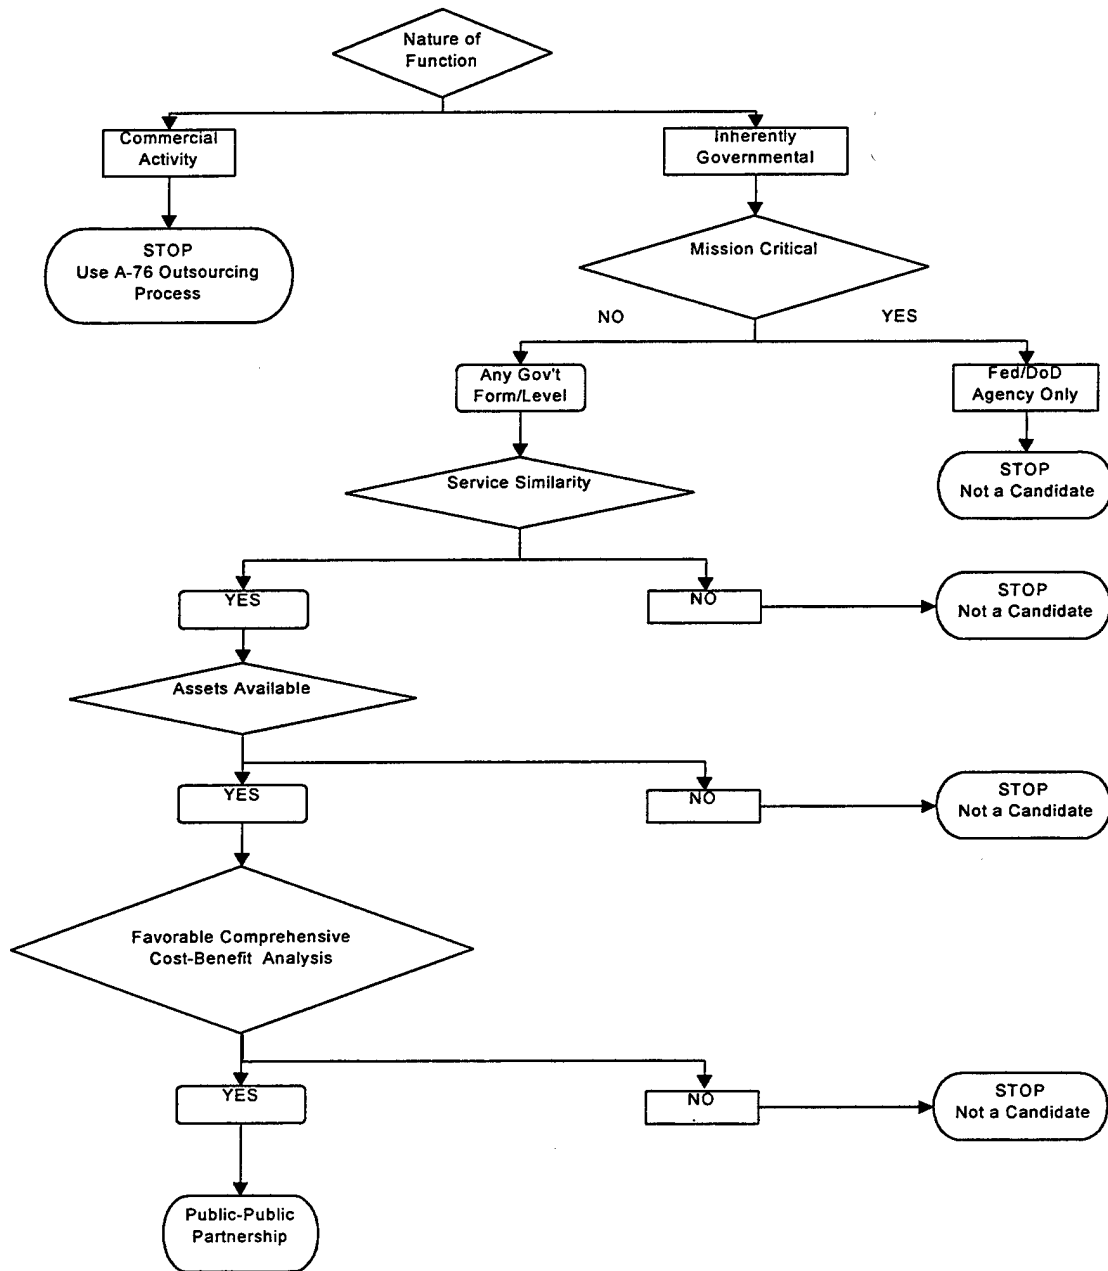 Nature of
Function
Commercial
Activity
Inherently
Governmental
STOP
Use A-76 Outsourcing
Process
Mission Critical
NO
YES
Any Gov't
Form/Level
Fed/DoD
Agency Only
Service Similarity
STOP
Not a Candidate
YES
NO
STOP
Not a Candidate
Assets Available
YES
NO
STOP
Not a Candidate
Favorable Comprehensive
Cost-Benefit Analysis
YES
NO
STOP
Not a Candidate
Public-Public
Partnership